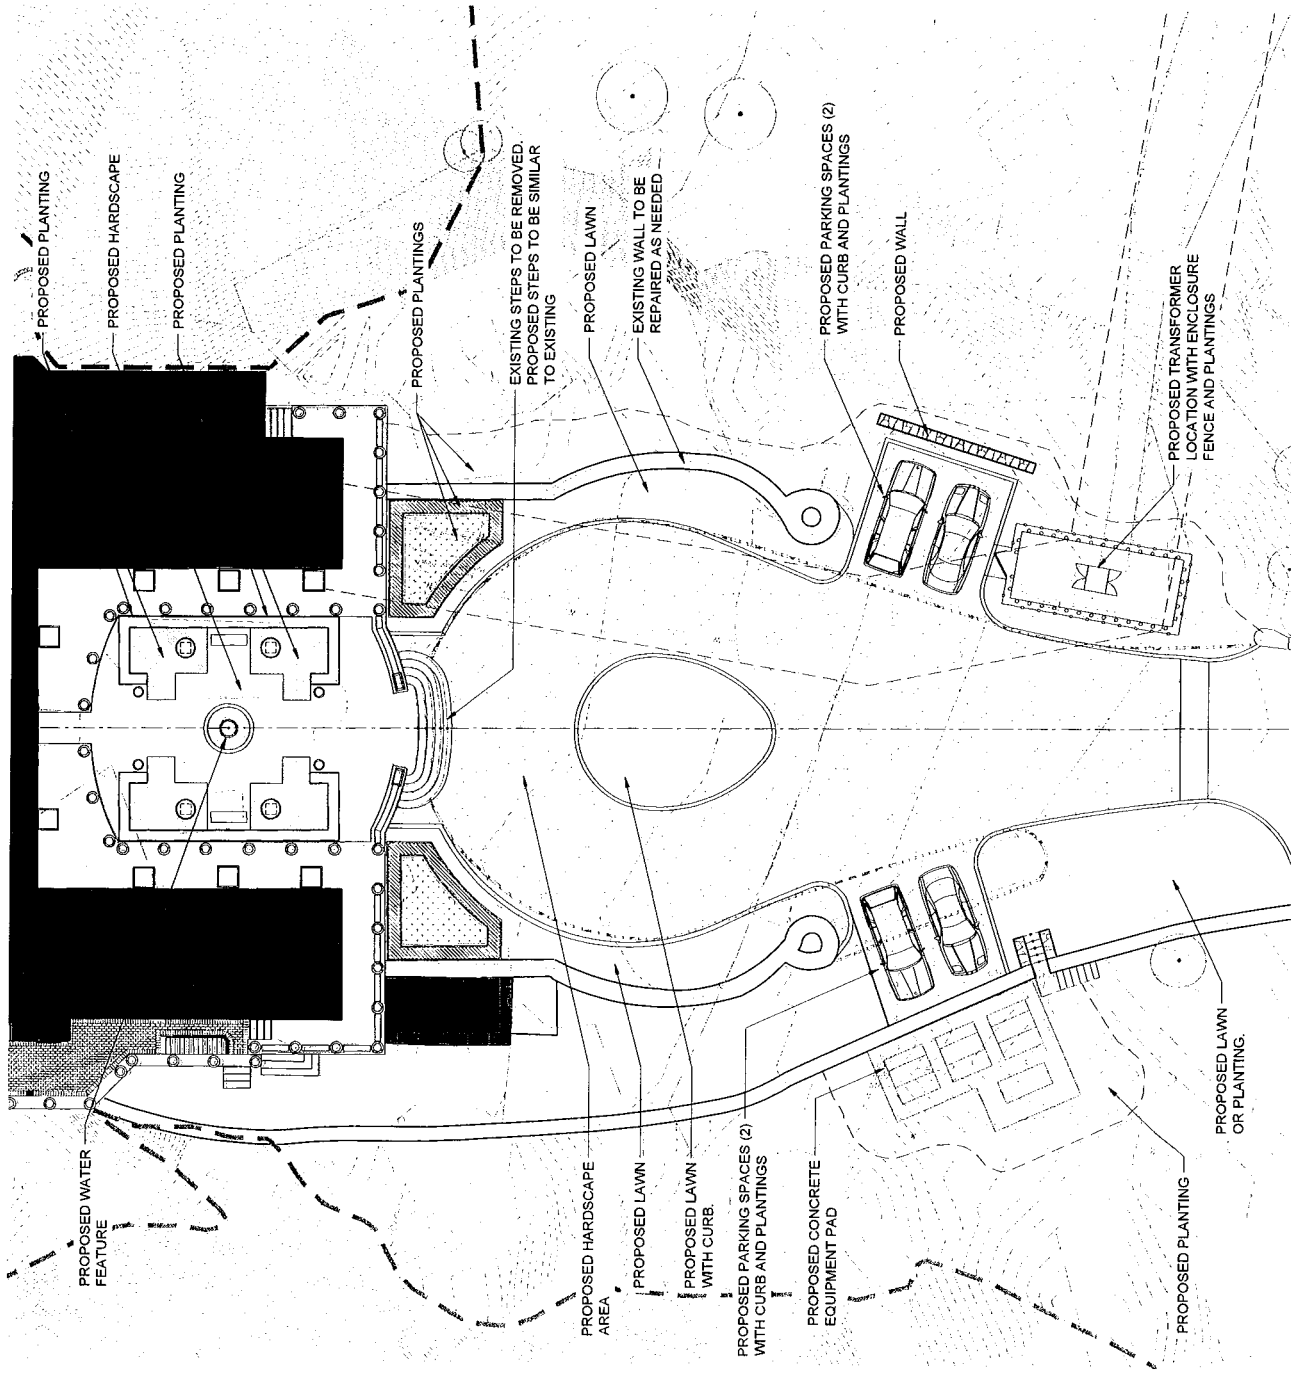 PROPOSED PLANTING
PROPOSED HARDSCAPE
PROPOSED PLANTING
PROPOSED PLANTINGS
EXISTING STEPS TO BE REMOVED.
PROPOSED STEPS TO BE SIMILAR
TO EXISTING
PROPOSED LAWN
EXISTING WALL TO BE
REPAIRED AS NEEDED
PROPOSED PARKING SPACES (2)
WITH CURB AND PLANTINGS
PROPOSED WALL
PROPOSED TRANSFORMER
LOCATION WITH ENCLOSURE
FENCE AND PLANTINGS
PROPOSED WATER
FEATURE
PROPOSED HARDSCAPE
AREA
PROPOSED LAWN
PROPOSED LAWN
WITH CURB.
PROPOSED PARKING SPACES (2)
WITH CURB AND PLANTINGS
PROPOSED CONCRETE
EQUIPMENT PAD
PROPOSED PLANTING
PROPOSED LAWN
OR PLANTING.